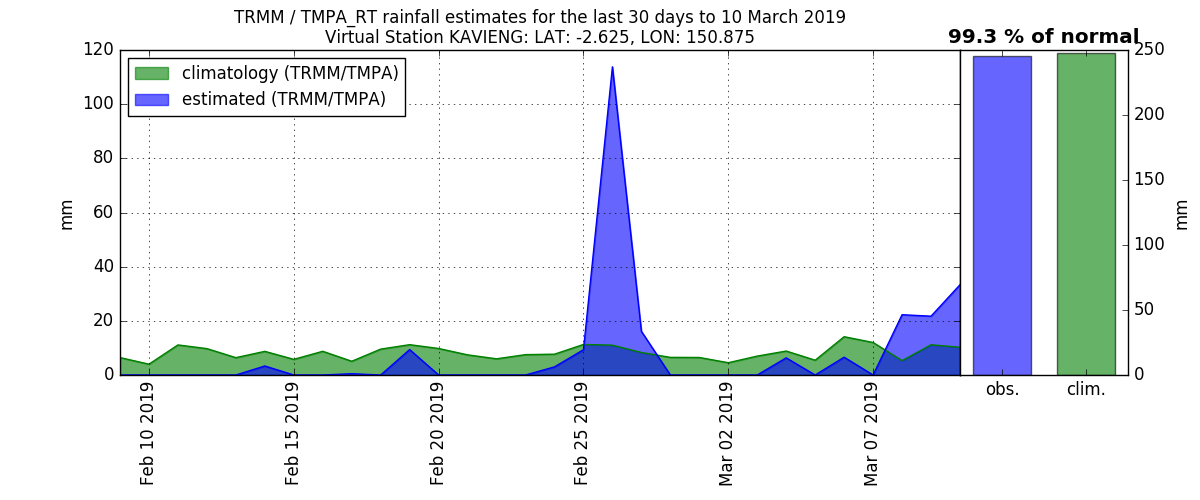 TRMM / TMPA_RT rainfall estimates for the last 30 days to 10 March 2019
Virtual Station KAVIENG: LAT: -2.625, LON: 150.875
99.3 % of normal
climatology (TRMM/TMPA)
estimated (TRMM/TMPA)
mm
120
100
80
60
40
20
0
Feb 10 2019
Feb 15 2019
Feb 20 2019
Feb 25 2019
Mar 02 2019
Mar 07 2019
obs.
clim.
250
200
150
100
50
0
mm